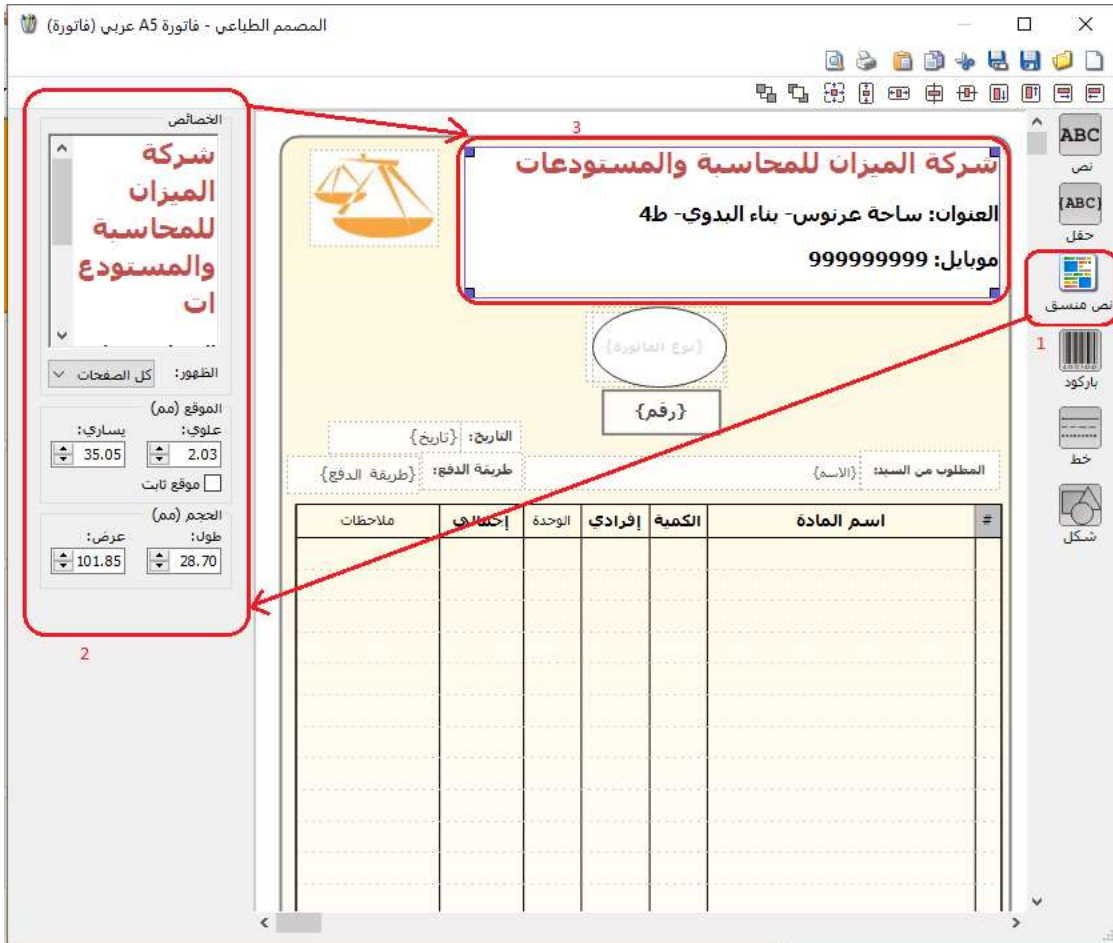 المصمم الطباعي - فاتورة A5 عربي (فاتورة)
ABC
نص
{ABC}
حقل
نص منسق
1
باركود
خط
شكل
3
شركة الميزان للمحاسبة والمستودعات
العنوان: ساحة عرنوس- بناء البدوي- ط4
موبايل: 999999999
{نوع الفاتورة}
{رقم}
التاريخ: {تاريخ}
المطلوب من السيد: {الاسم} طريقة الدفع: {طريقة الدفع}
# اسم المادة الكمية إفرادي الوحدة إجمالي ملاحظات
الخصائص
شركة
الميزان
للمحاسبة
والمستودع
ات
الظهور: كل الصفحات
الموقع (مم)
علوي: يساري:
2.03 35.05
موقع ثابت
الحجم (مم)
طول: عرض:
28.70 101.85
2